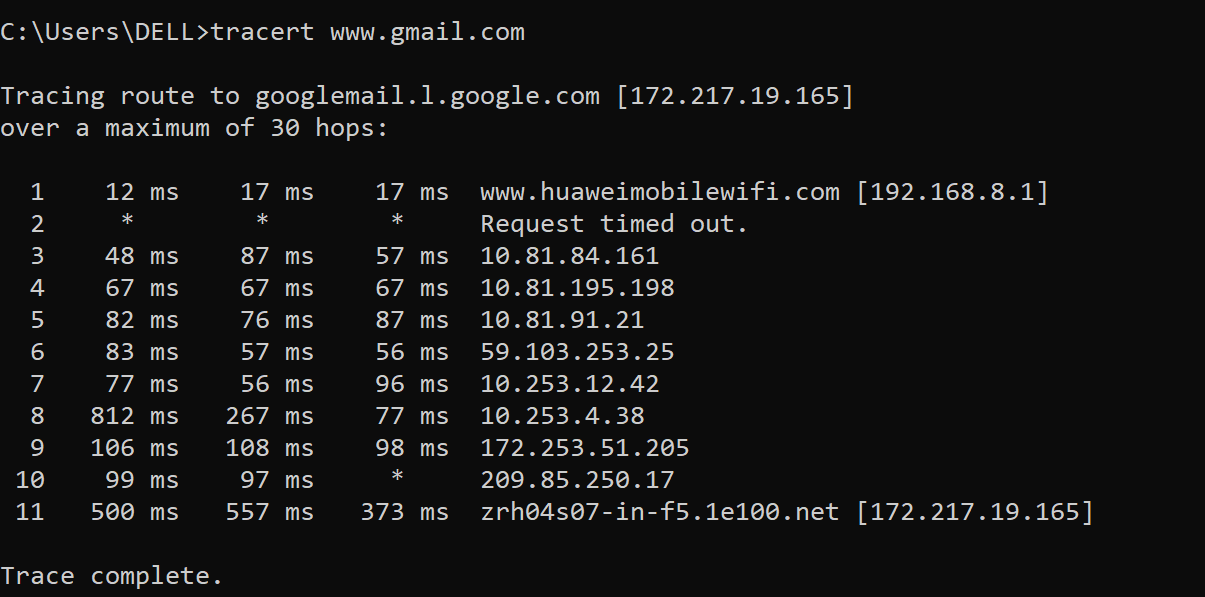 C:\Users\DELL>tracert www.gmail.com
Tracing route to googlemail.l.google.com [172.217.19.165]
over a maximum of 30 hops:
1 12 ms 17 ms 17 ms www.huaweimobilewifi.com [192.168.8.1]
2 * * * Request timed out.
3 48 ms 87 ms 57 ms 10.81.84.161
4 67 ms 67 ms 67 ms 10.81.195.198
5 82 ms 76 ms 87 ms 10.81.91.21
6 83 ms 57 ms 56 ms 59.103.253.25
7 77 ms 56 ms 96 ms 10.253.12.42
8 812 ms 267 ms 77 ms 10.253.4.38
9 106 ms 108 ms 98 ms 172.253.51.205
10 99 ms 97 ms * 209.85.250.17
11 500 ms 557 ms 373 ms zrh04s07-in-f5.1e100.net [172.217.19.165]
Trace complete.